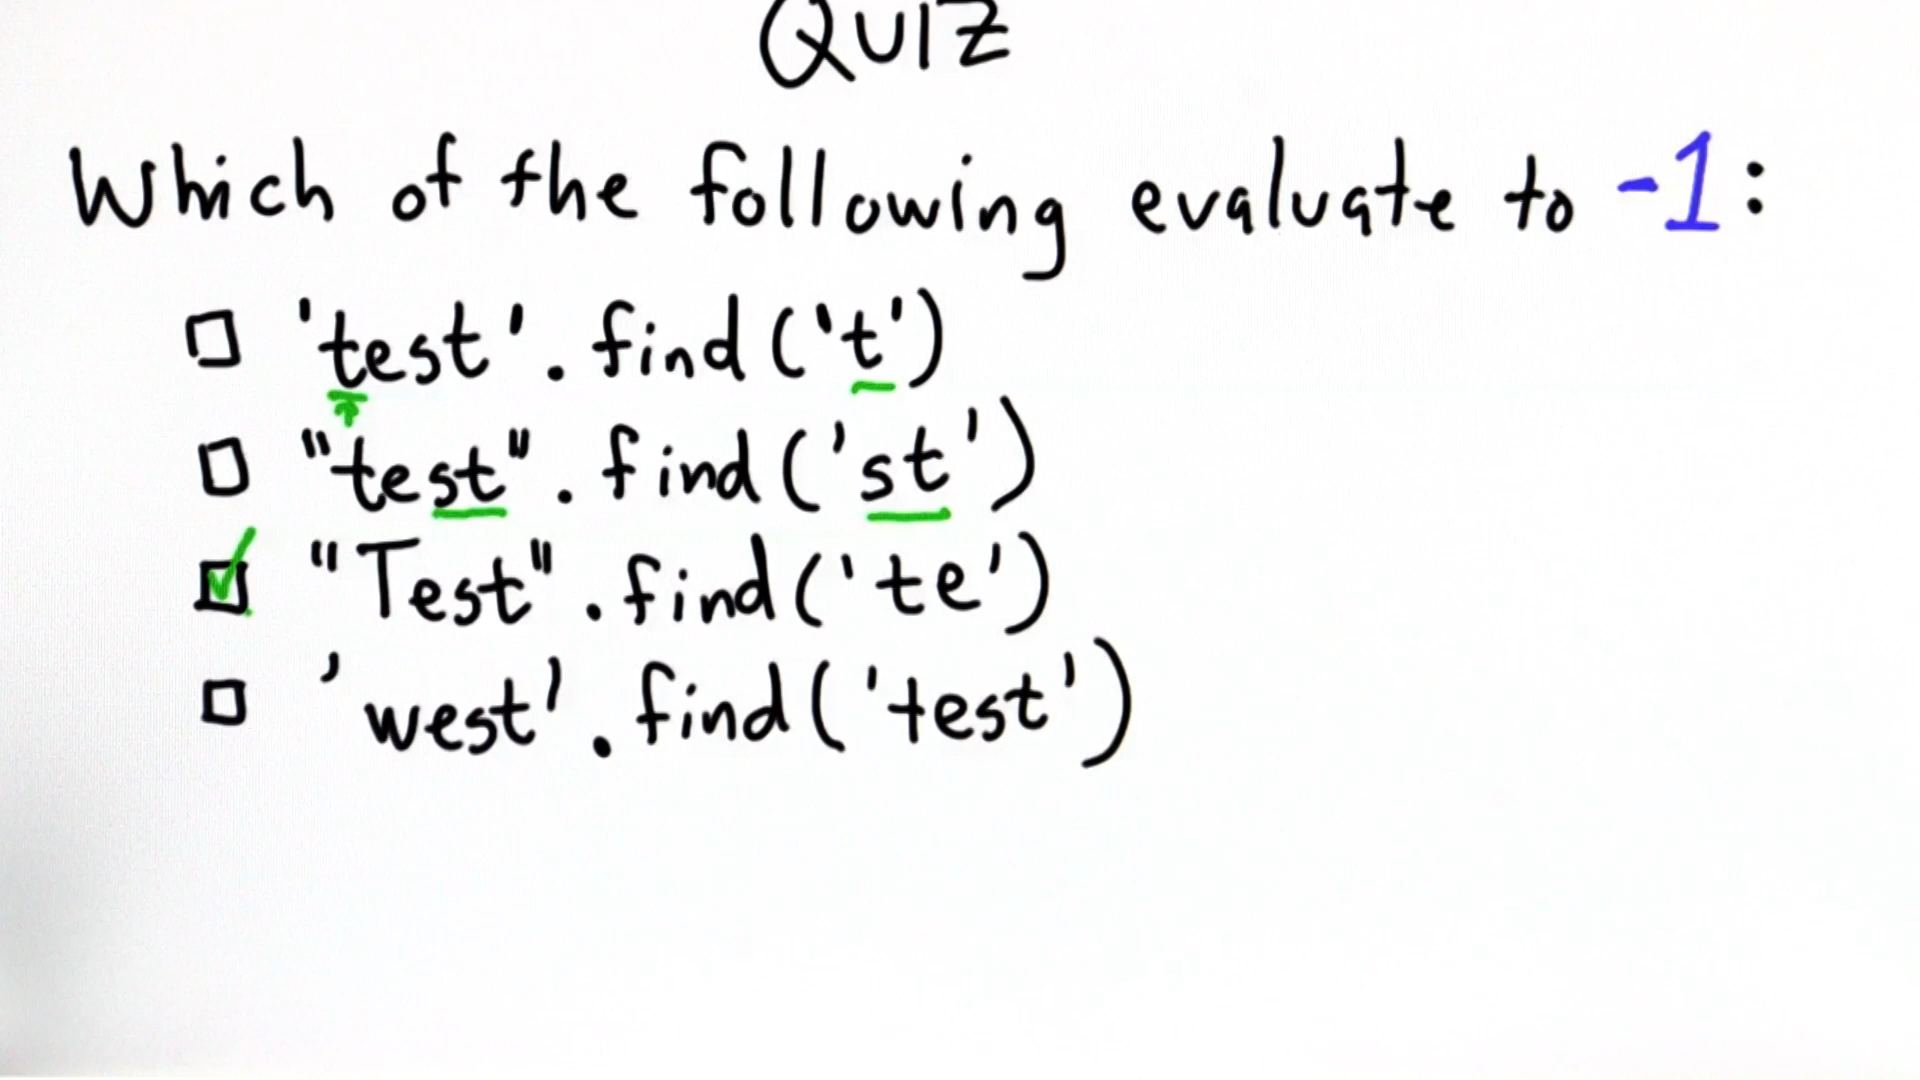 QUIZ
Which of the following evaluate to -1:
'test'.find('t')
"test".find('st')
"Test".find('te')
'west'.find('test')